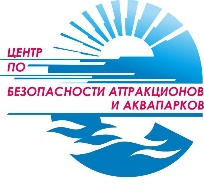 ЦЕНТР
ПО
БЕЗОПАСНОСТИ АТТРАКЦИОНОВ
И АКВАПАРКОВ